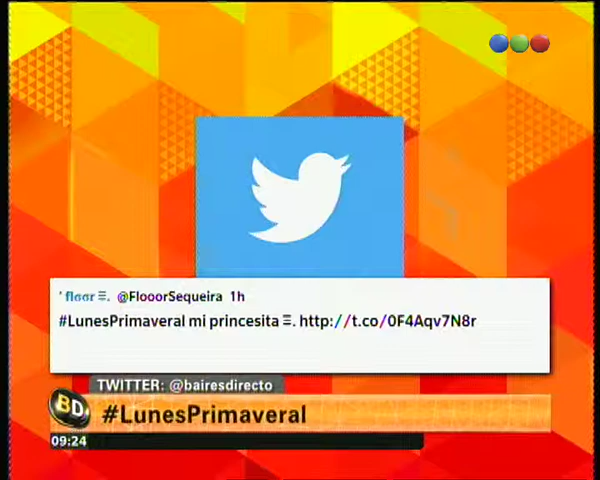 ' floor Ξ. @FlooorSequeira 1h
#LunesPrimaveral mi princesita Ξ. http://t.co/0F4Aqv7N8r
TWITTER: @bairesdirecto
BD #LunesPrimaveral
09:24